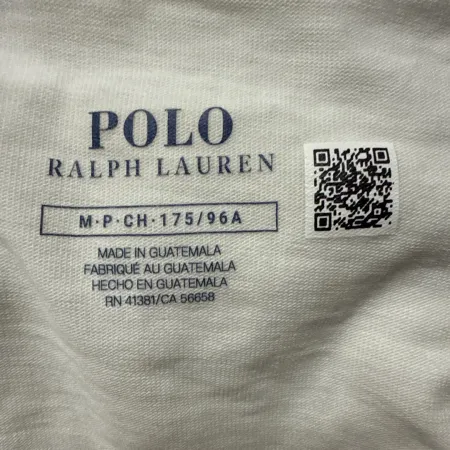 POLO
RALPH LAUREN
M·P·CH·175/96A
MADE IN GUATEMALA
FABRIQUÉ AU GUATEMALA
HECHO EN GUATEMALA
RN 41381/CA 56658